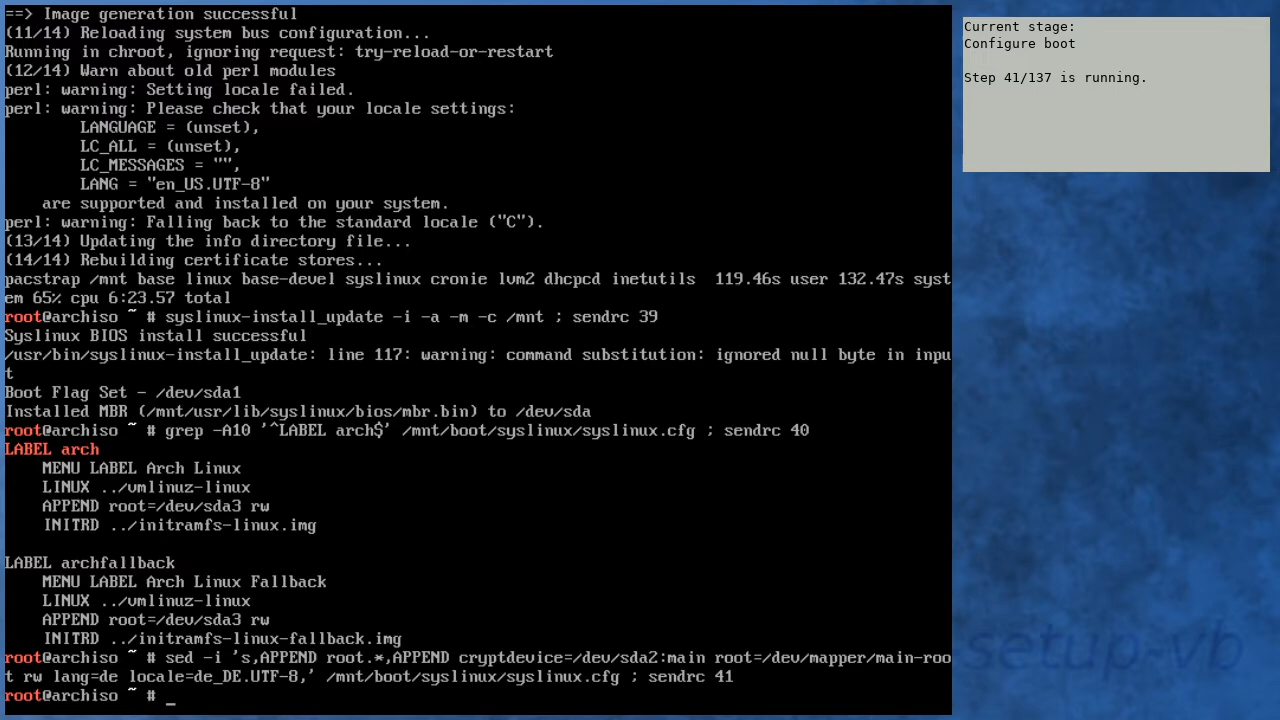 ==> Image generation successful
(11/14) Reloading system bus configuration...
Running in chroot, ignoring request: try-reload-or-restart
(12/14) Warn about old perl modules
perl: warning: Setting locale failed.
perl: warning: Please check that your locale settings:
LANGUAGE = (unset),
LC_ALL = (unset),
LC_MESSAGES = "",
LANG = "en_US.UTF-8"
are supported and installed on your system.
perl: warning: Falling back to the standard locale ("C").
(13/14) Updating the info directory file...
(14/14) Rebuilding certificate stores...
pacstrap /mnt base linux base-devel syslinux cronie lvm2 dhcpcd inetutils  119.46s user 132.47s syst
em 65% cpu 6:23.57 total
root@archiso ~ # syslinux-install_update -i -a -m -c /mnt ; sendrc 39
Syslinux BIOS install successful
/usr/bin/syslinux-install_update: line 117: warning: command substitution: ignored null byte in inpu
t
Boot Flag Set - /dev/sda1
Installed MBR (/mnt/usr/lib/syslinux/bios/mbr.bin) to /dev/sda
root@archiso ~ # grep -A10 '^LABEL arch$' /mnt/boot/syslinux/syslinux.cfg ; sendrc 40
LABEL arch
MENU LABEL Arch Linux
LINUX ../vmlinuz-linux
APPEND root=/dev/sda3 rw
INITRD ../initramfs-linux.img
LABEL archfallback
MENU LABEL Arch Linux Fallback
LINUX ../vmlinuz-linux
APPEND root=/dev/sda3 rw
INITRD ../initramfs-linux-fallback.img
root@archiso ~ # sed -i 's,APPEND root.*,APPEND cryptdevice=/dev/sda2:main root=/dev/mapper/main-roo
t rw lang=de locale=de_DE.UTF-8,' /mnt/boot/syslinux/syslinux.cfg ; sendrc 41
root@archiso ~ # _
Current stage:
Configure boot
Step 41/137 is running.
setup-vb